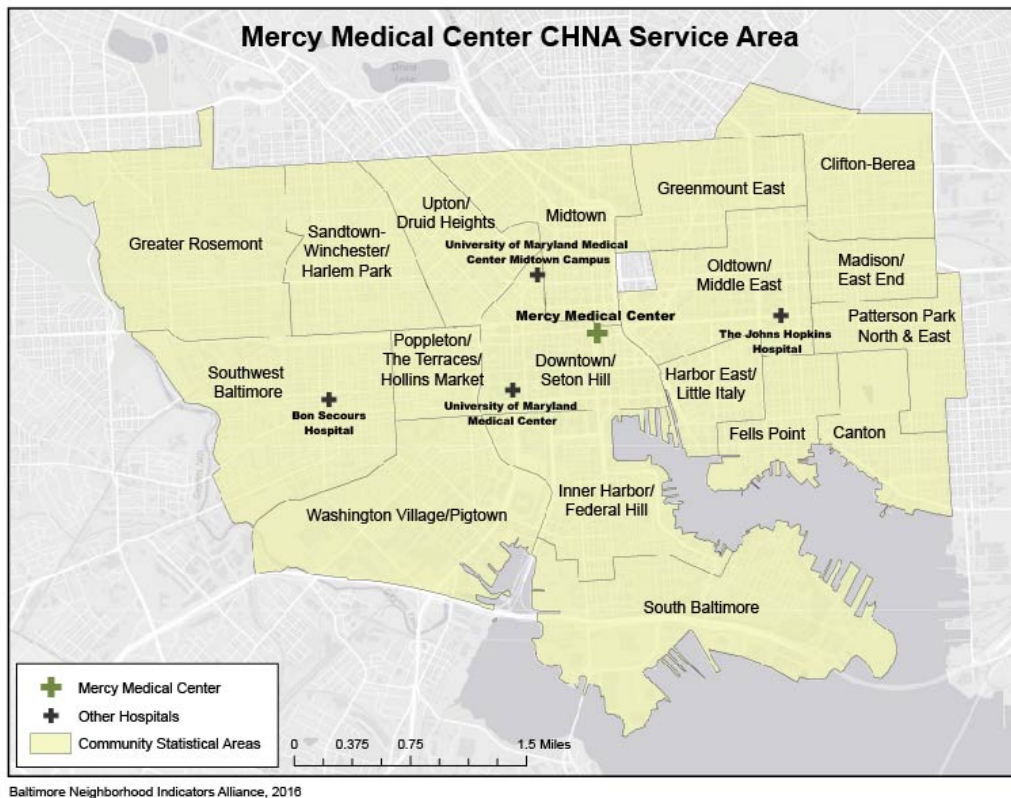 Mercy Medical Center CHNA Service Area
Clifton-Berea
Greenmount East
Upton/
Druid Heights
Midtown
Greater Rosemont
Sandtown-
Winchester/
Harlem Park
University of Maryland Medical
Center Midtown Campus
Oldtown/
Middle East
Madison/
East End
Mercy Medical Center
Patterson Park
North & East
The Johns Hopkins
Hospital
Southwest
Baltimore
Poppleton/
The Terraces/
Hollins Market
Downtown/
Seton Hill
Harbor East/
Little Italy
Bon Secours
Hospital
University of Maryland
Medical Center
Fells Point
Canton
Inner Harbor/
Federal Hill
Washington Village/Pigtown
South Baltimore
Mercy Medical Center
Other Hospitals
Community Statistical Areas
0 0.375 0.75 1.5 Miles
Baltimore Neighborhood Indicators Alliance, 2016